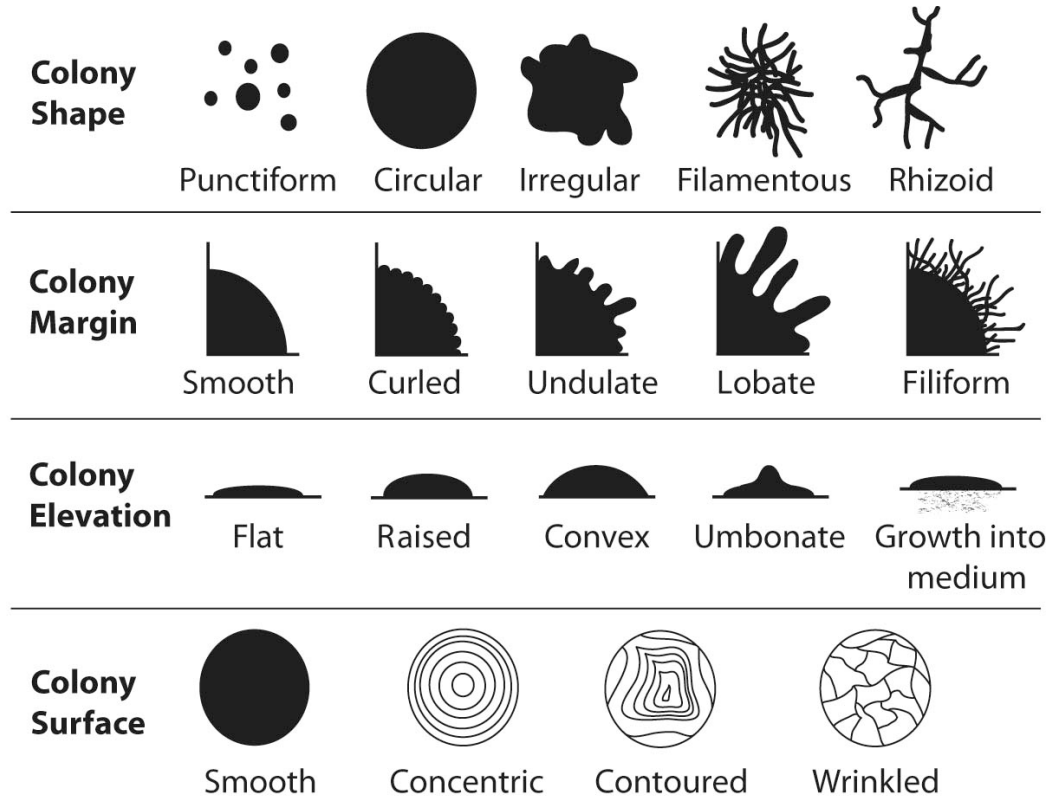 Colony
Shape
Punctiform Circular Irregular Filamentous Rhizoid
Colony
Margin
Smooth Curled Undulate Lobate Filiform
Colony
Elevation
Flat Raised Convex Umbonate Growth into
medium
Colony
Surface
Smooth Concentric Contoured Wrinkled